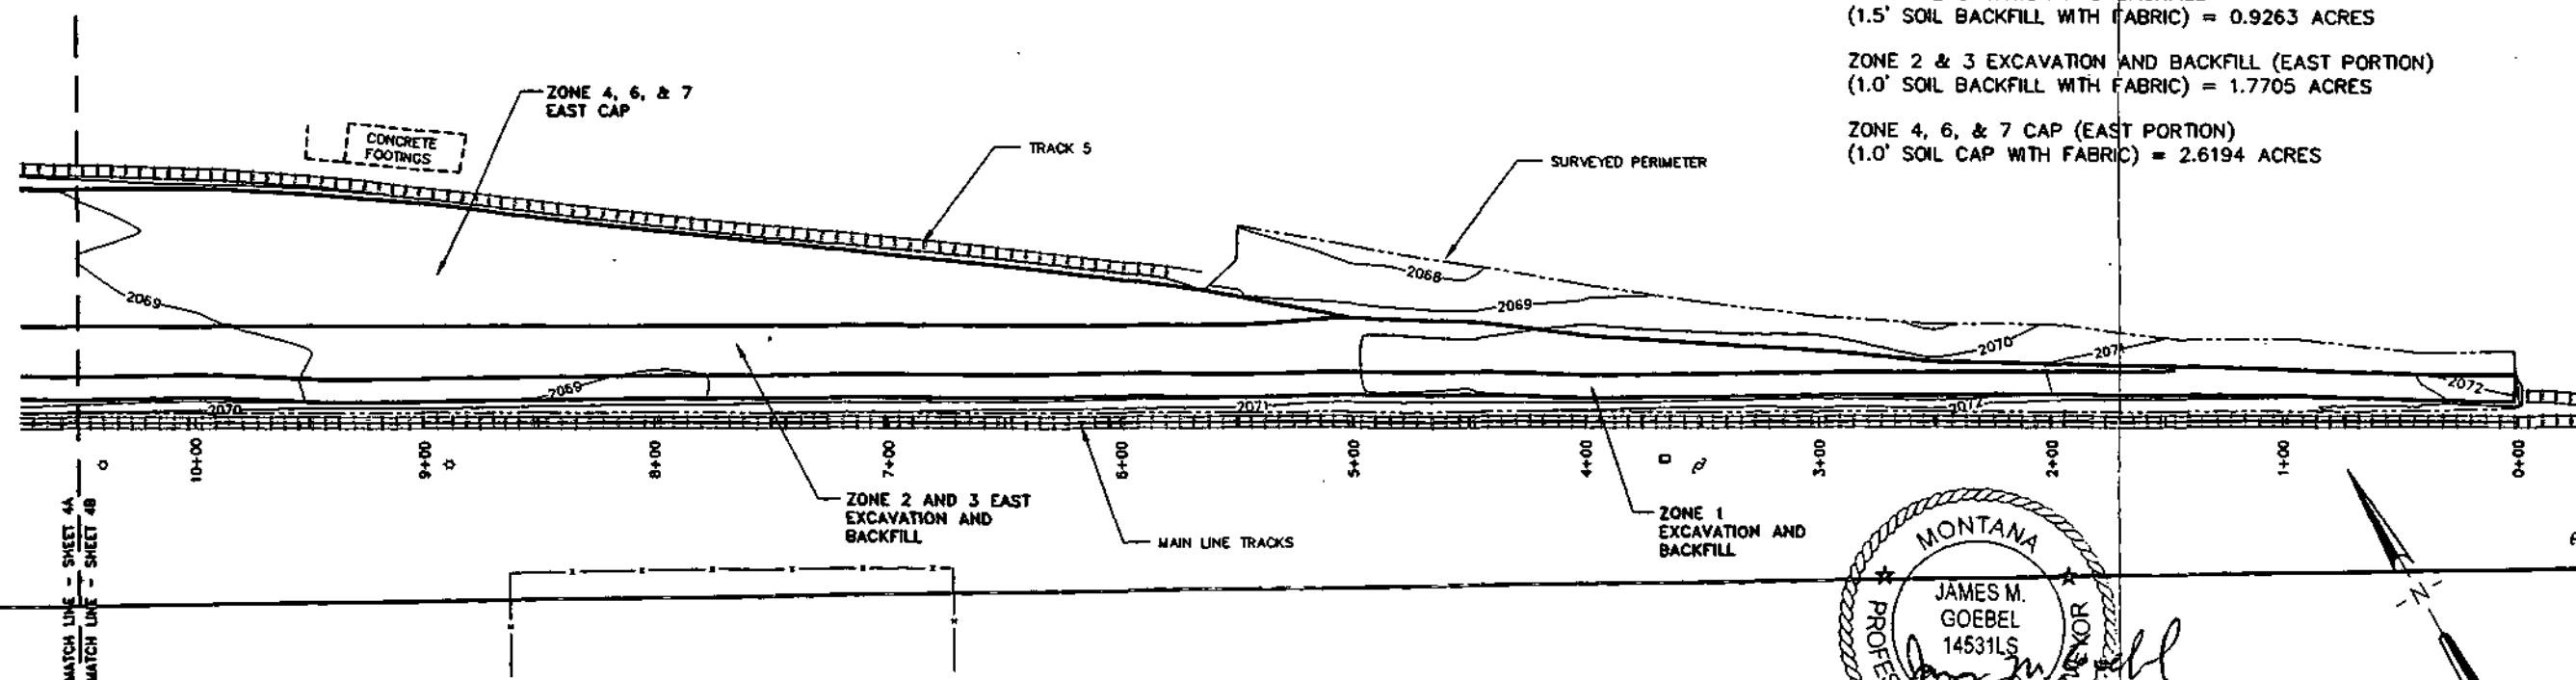 (1.5' SOIL BACKFILL WITH FABRIC) = 0.9263 ACRES
ZONE 2 & 3 EXCAVATION AND BACKFILL (EAST PORTION)
(1.0' SOIL BACKFILL WITH FABRIC) = 1.7705 ACRES
ZONE 4, 6, & 7 CAP (EAST PORTION)
(1.0' SOIL CAP WITH FABRIC) = 2.6194 ACRES
ZONE 4, 6, & 7
EAST CAP
CONCRETE
FOOTINGS
TRACK 5
SURVEYED PERIMETER
2068
2069
2069
2070
2071
2069
2072
2070
2071
2072
10+00
9+00
8+00
7+00
6+00
5+00
4+00
3+00
2+00
1+00
0+00
ZONE 2 AND 3 EAST
EXCAVATION AND
BACKFILL
MAIN LINE TRACKS
ZONE 1
EXCAVATION AND
BACKFILL
MATCH LINE - SHEET 4A
MATCH LINE - SHEET 4B
MONTANA
JAMES M.
GOEBEL
14531LS
N